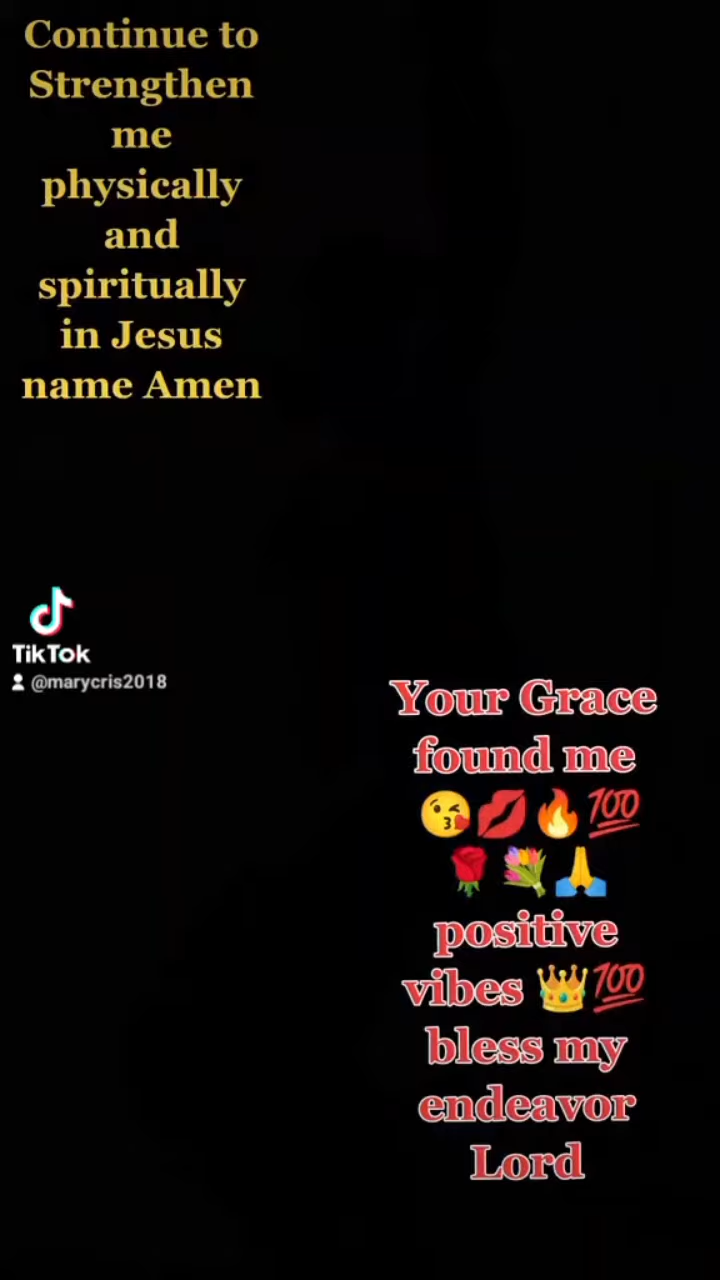 Continue to
Strengthen
me
physically
and
spiritually
in Jesus
name Amen
TikTok
@marycris2018
Your Grace
found me
😘💋🔥💯
🌹💐🙏
positive
vibes 👑💯
bless my
endeavor
Lord